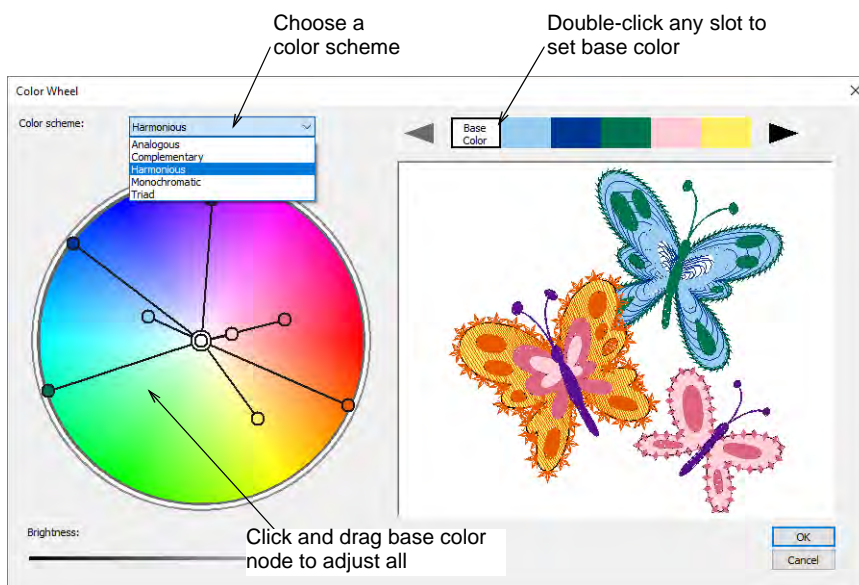 Choose a
color scheme
Double-click any slot to
set base color
Color Wheel
Color scheme:
Harmonious
Analogous
Complementary
Harmonious
Monochromatic
Triad
Base
Color
Brightness:
Click and drag base color
node to adjust all
OK
Cancel